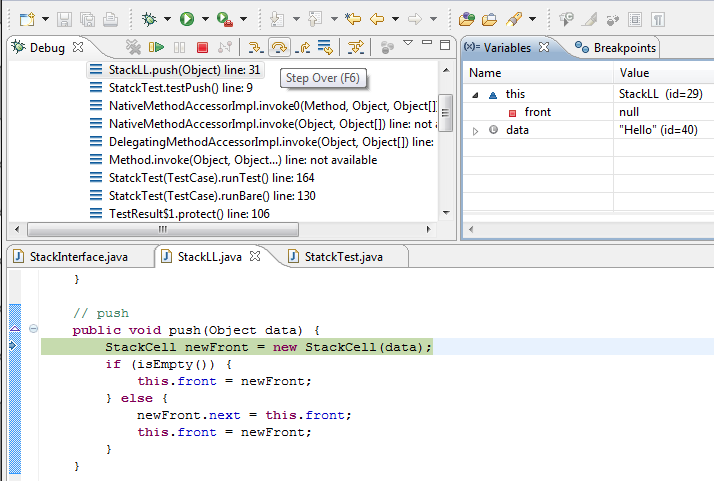 Debug
StackLL.push(Object) line: 31
StatckTest.testPush() line: 9
NativeMethodAccessorImpl.invoke0(Method, Object, Object[])
NativeMethodAccessorImpl.invoke(Object, Object[]) line: not a
DelegatingMethodAccessorImpl.invoke(Object, Object[]) line:
Method.invoke(Object, Object...) line: not available
StatckTest(TestCase).runTest() line: 164
StatckTest(TestCase).runBare() line: 130
TestResult$1.protect() line: 106
Step Over (F6)
(x)= Variables
Breakpoints
Name Value
this StackLL (id=29)
front null
data "Hello" (id=40)
StackInterface.java
StackLL.java
StatckTest.java
}
// push
public void push(Object data) {
StackCell newFront = new StackCell(data);
if (isEmpty()) {
this.front = newFront;
} else {
newFront.next = this.front;
this.front = newFront;
}
}